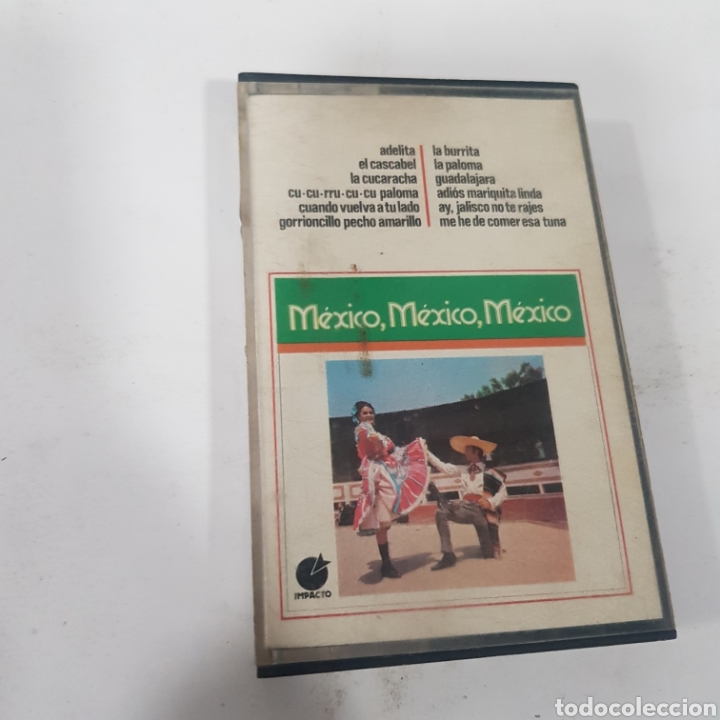 adelita
el cascabel
la cucaracha
cu-cu-rru-cu-cu paloma
cuando vuelva a tu lado
gorrioncillo pecho amarillo
la burrita
la paloma
guadalajara
adiós mariquita linda
ay, jalisco no te rajes
me he de comer esa tuna
México, México, México
IMPACTO
todocoleccion